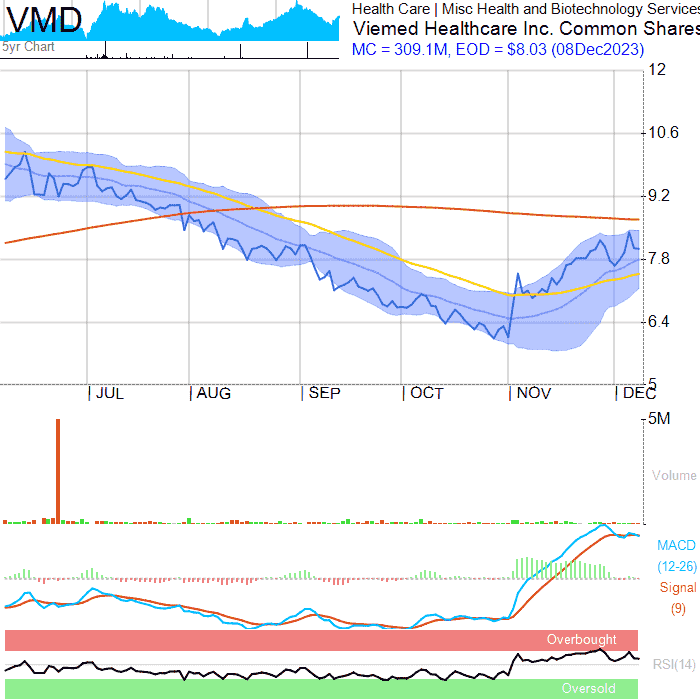 VMD
5yr Chart
Health Care | Misc Health and Biotechnology Services
Viemed Healthcare Inc. Common Shares
MC = 309.1M, EOD = $8.03 (08Dec2023)
12
10.6
9.2
7.8
6.4
5
JUL AUG SEP OCT NOV DEC
5M
Volume
MACD
(12-26)
Signal
(9)
Overbought
RSI(14)
Oversold